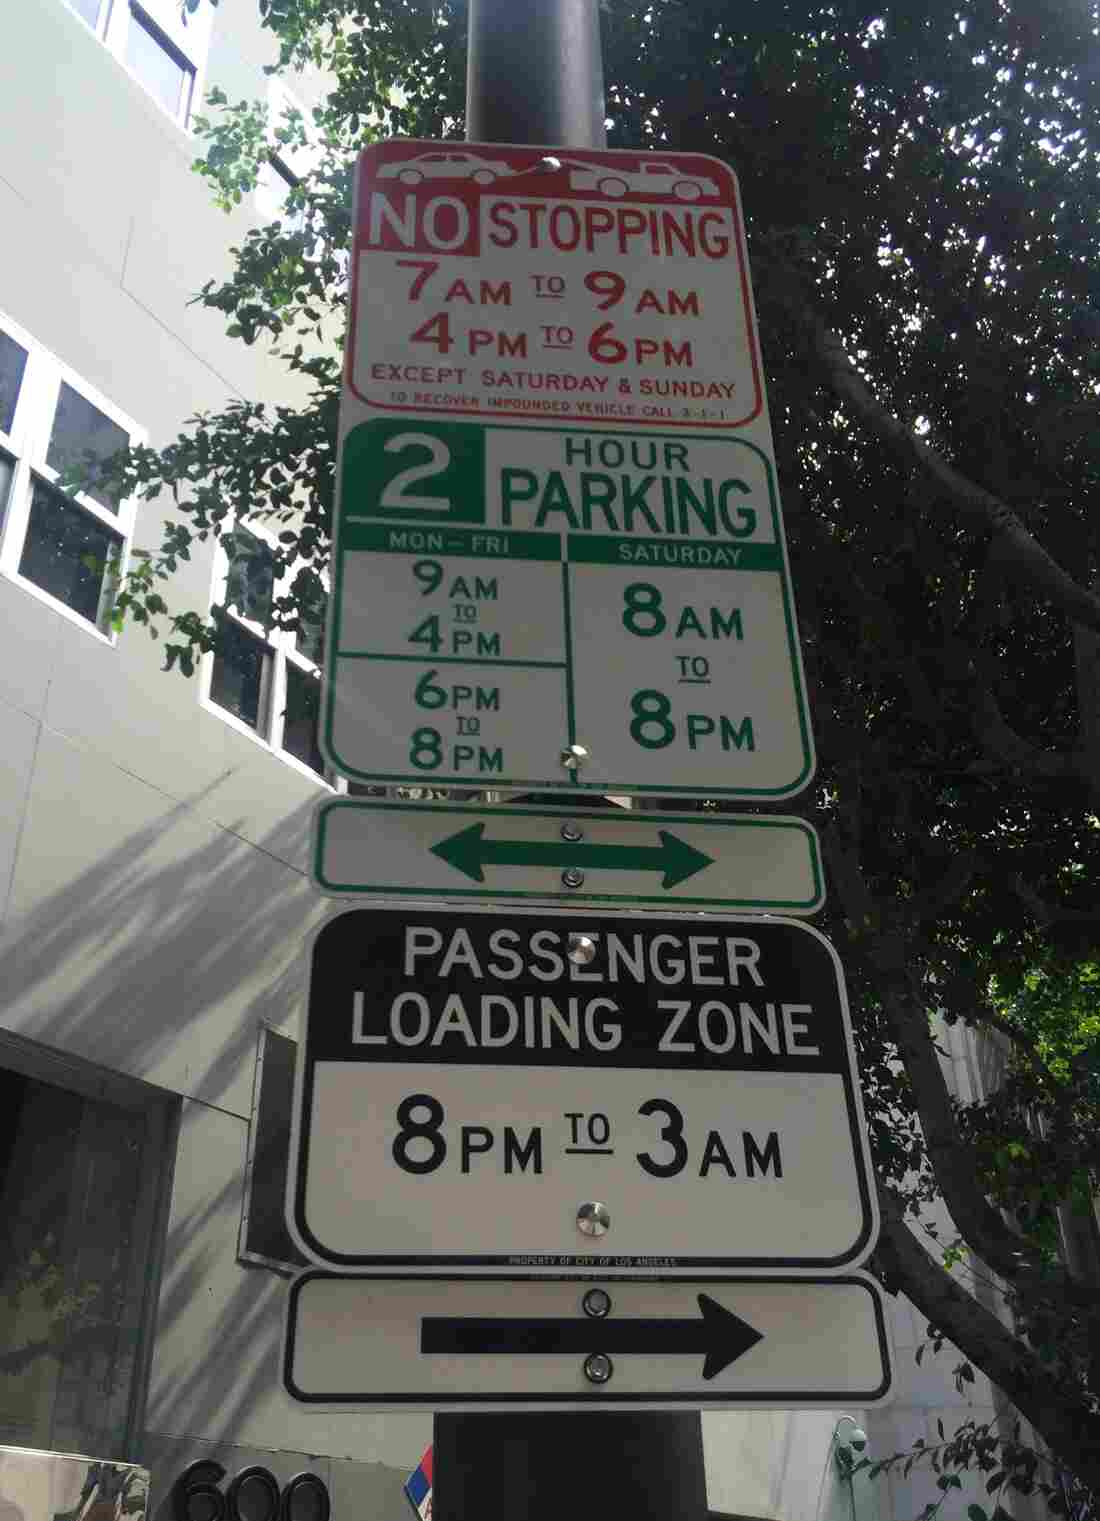 NO STOPPING
7AM TO 9AM
4PM TO 6PM
EXCEPT SATURDAY & SUNDAY
TO RECOVER IMPOUNDED VEHICLE CALL 3-1-1
2 HOUR
PARKING
MON-FRI
9AM
TO
4PM
6PM
TO
8PM
SATURDAY
8AM
TO
8PM
PASSENGER
LOADING ZONE
8PM TO 3AM
PROPERTY OF CITY OF LOS ANGELES
600